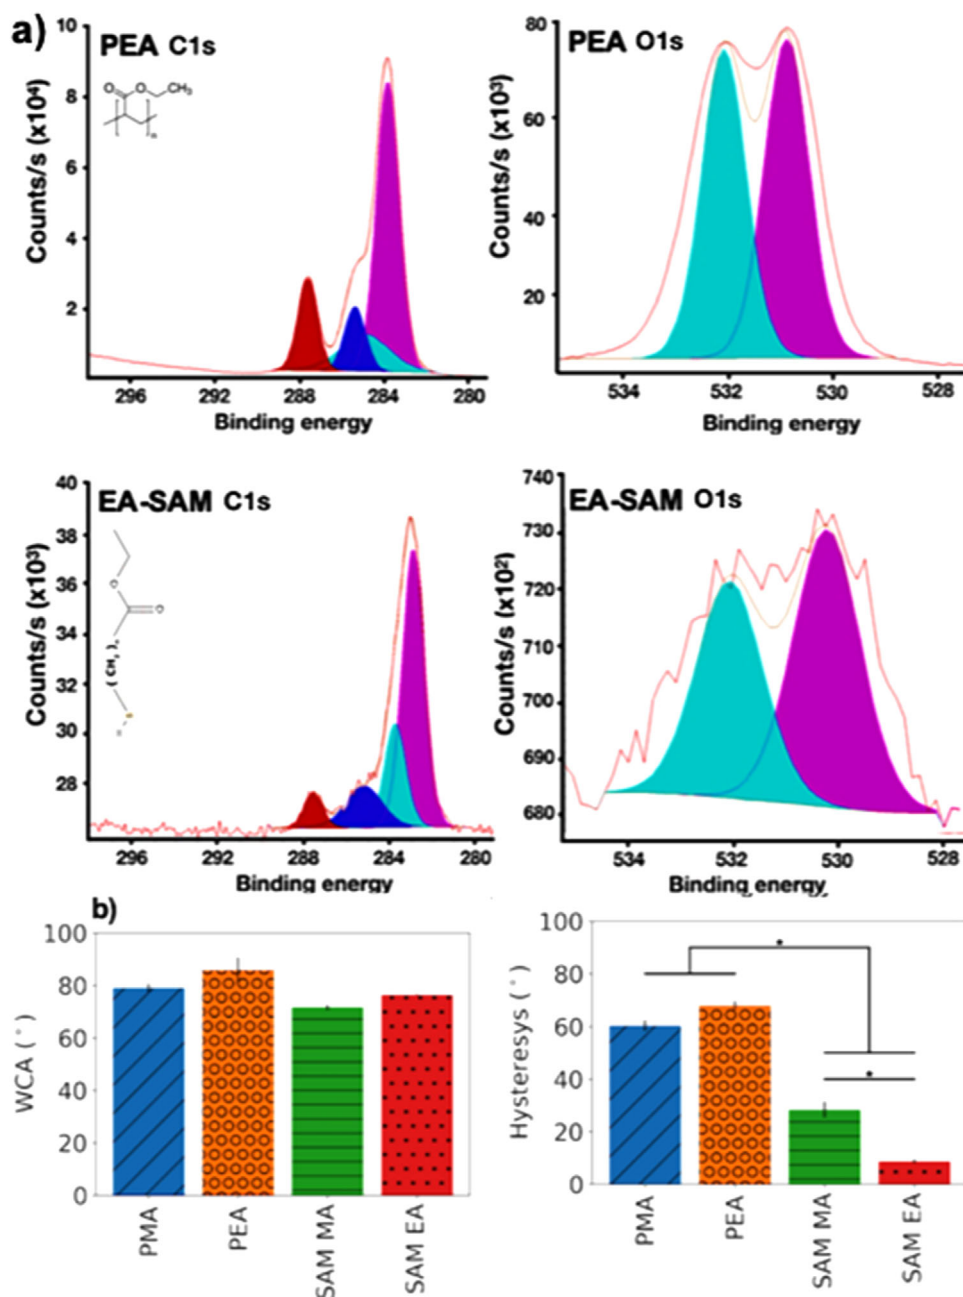 a)
PEA C1s
10
8
6
4
2
Counts/s (x10⁴)
O
O
CH₃
n
296
292
288
284
280
Binding energy
PEA O1s
80
60
40
20
Counts/s (x10³)
534
532
530
528
Binding energy
EA-SAM C1s
40
38
36
34
32
30
28
Counts/s (x10³)
296
292
288
284
280
Binding energy
EA-SAM O1s
740
730
720
710
700
690
680
Counts/s (x10²)
534
532
530
528
Binding energy
b)
100
80
60
40
20
0
WCA (°)
PMA
PEA
SAM MA
SAM EA
100
80
60
40
20
0
Hysteresys (°)
*
*
PMA
PEA
SAM MA
SAM EA